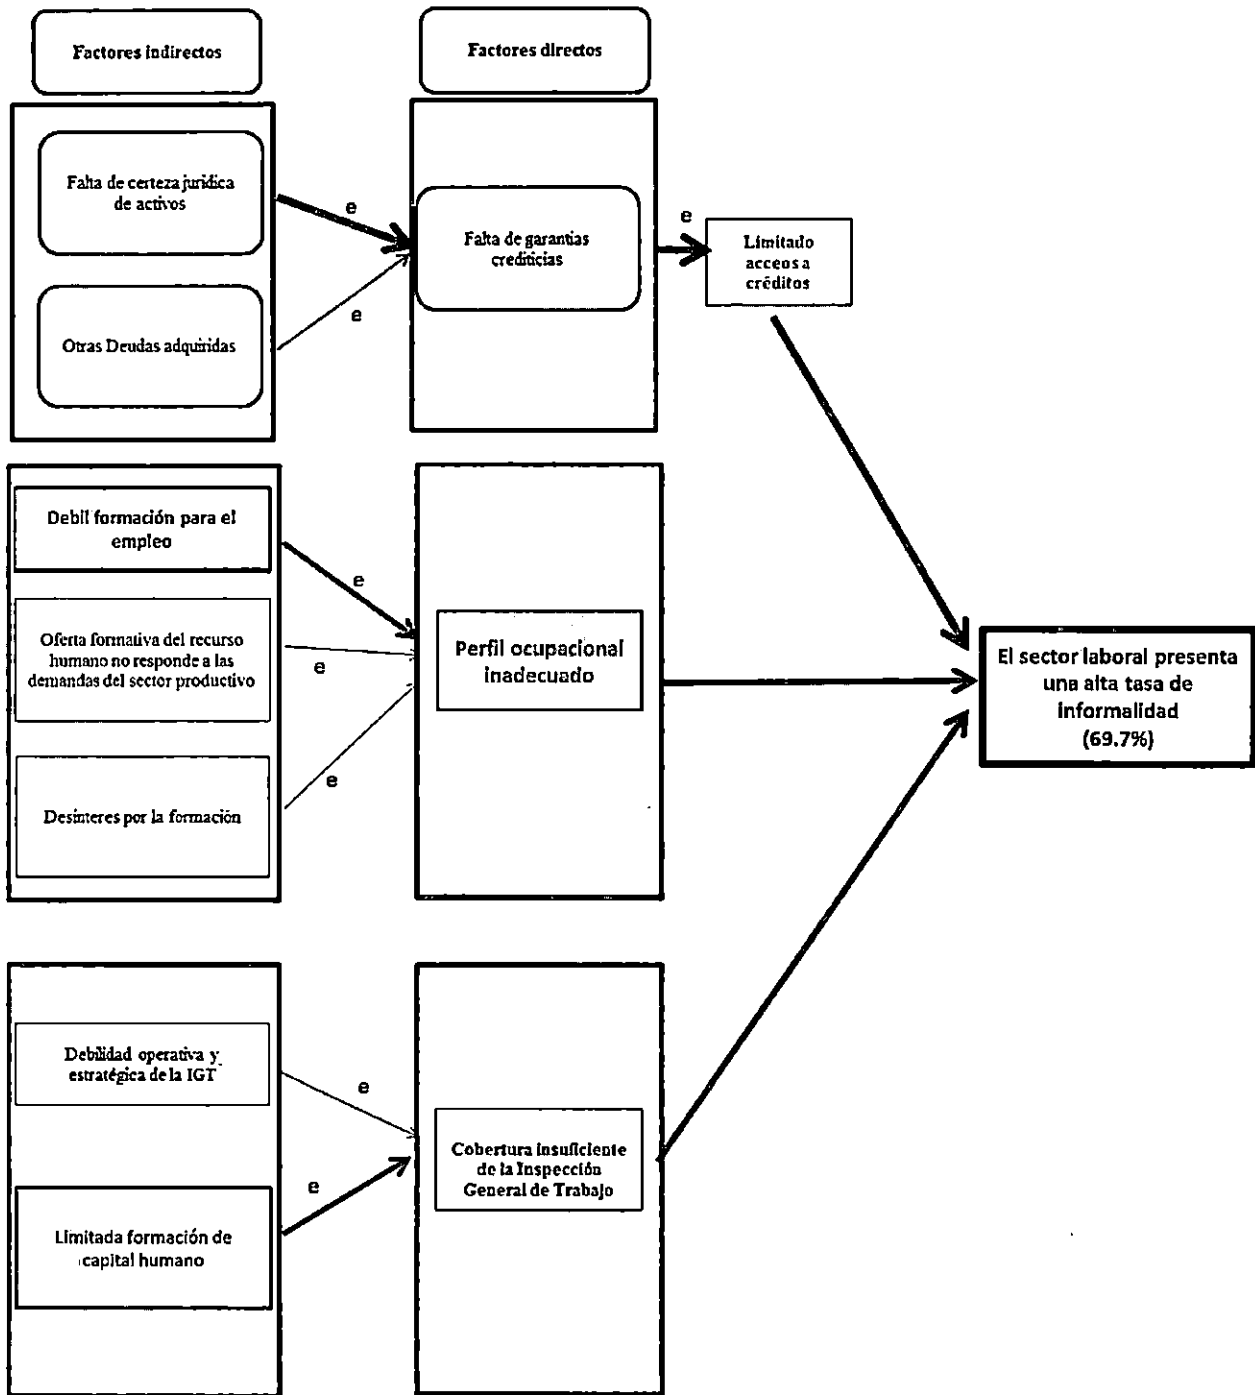 Factores indirectos
Factores directos
Falta de certeza jurídica
de activos
e
e
Otras Deudas adquiridas
Falta de garantías
crediticias
e
Limitado
acceos a
créditos
Debil formación para el
empleo
e
Oferta formativa del recurso
humano no responde a las
demandas del sector productivo
e
Desinteres por la formación
e
Perfil ocupacional
inadecuado
El sector laboral presenta
una alta tasa de
informalidad
(69.7%)
Debilidad operativa y
estratégica de la IGT
e
Limitada formación de
capital humano
e
Cobertura insuficiente
de la Inspección
General de Trabajo